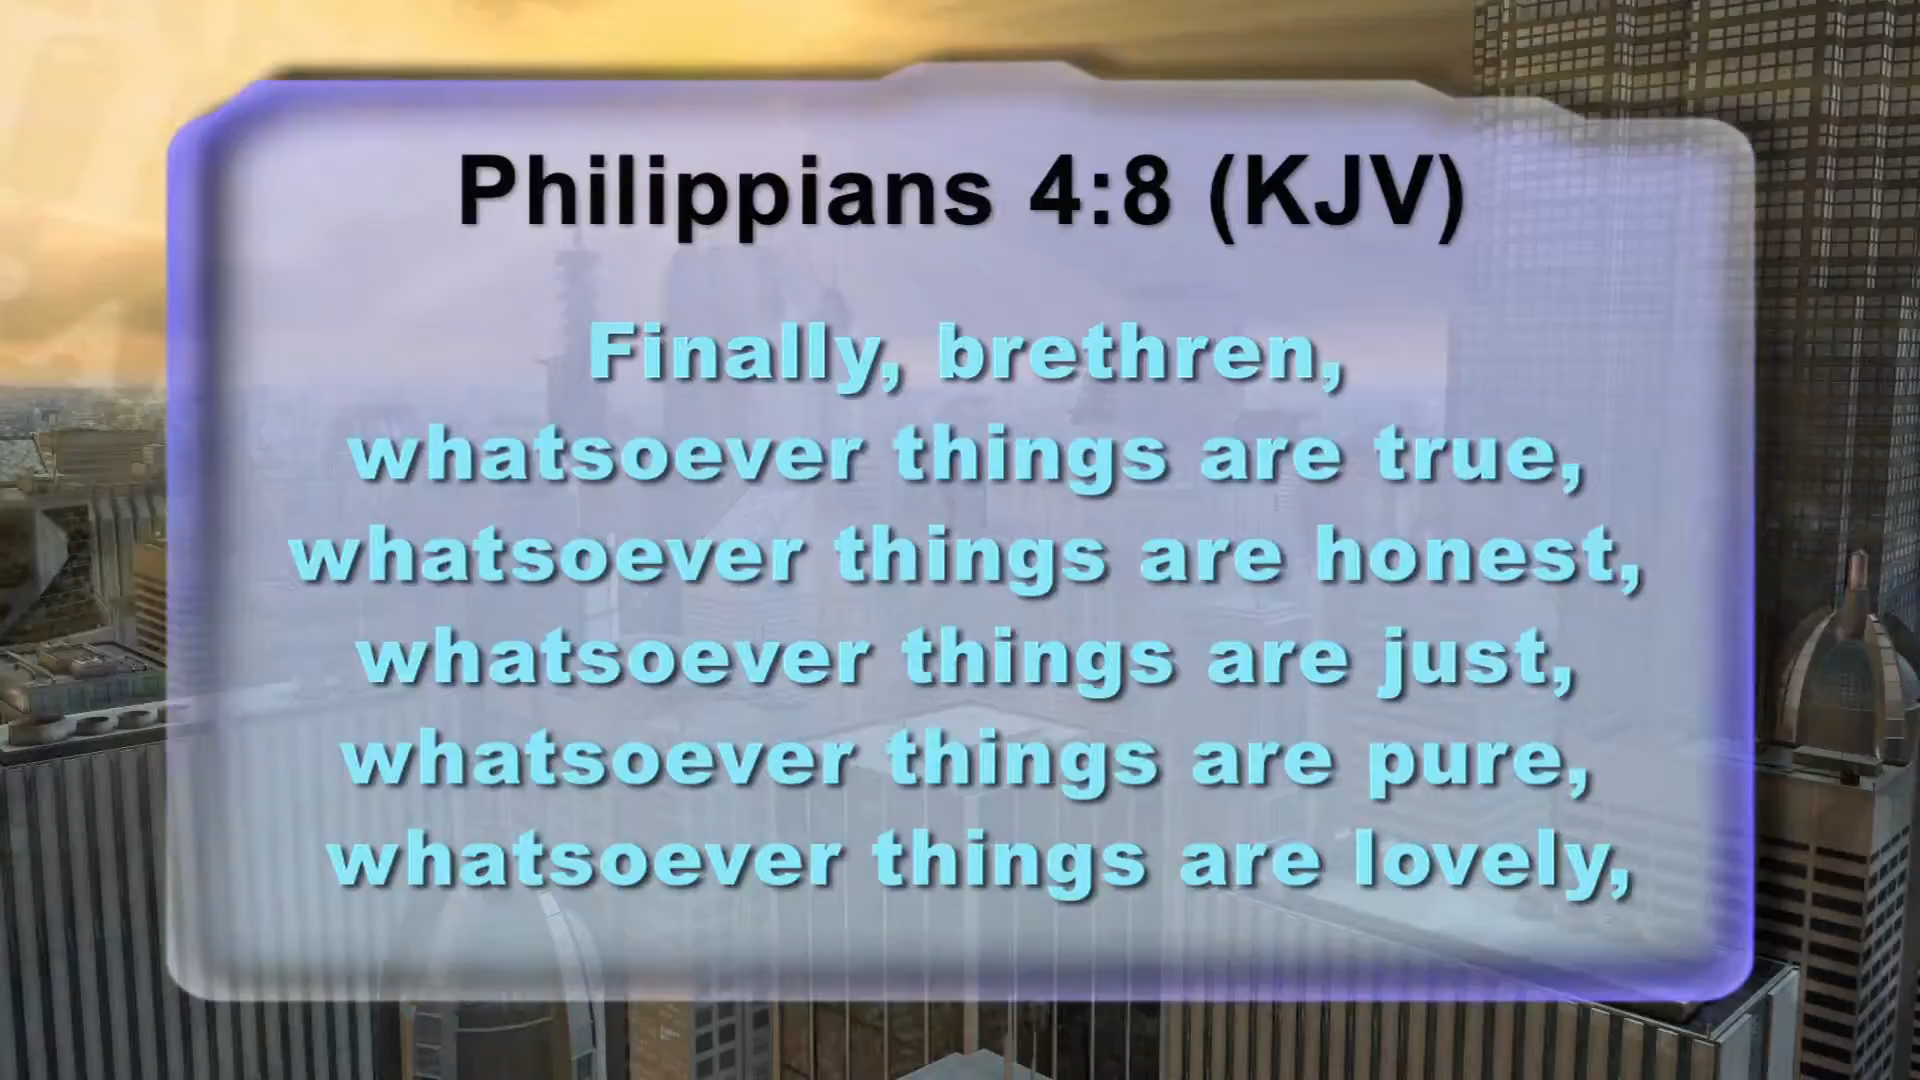 Philippians 4:8 (KJV)
Finally, brethren,
whatsoever things are true,
whatsoever things are honest,
whatsoever things are just,
whatsoever things are pure,
whatsoever things are lovely,